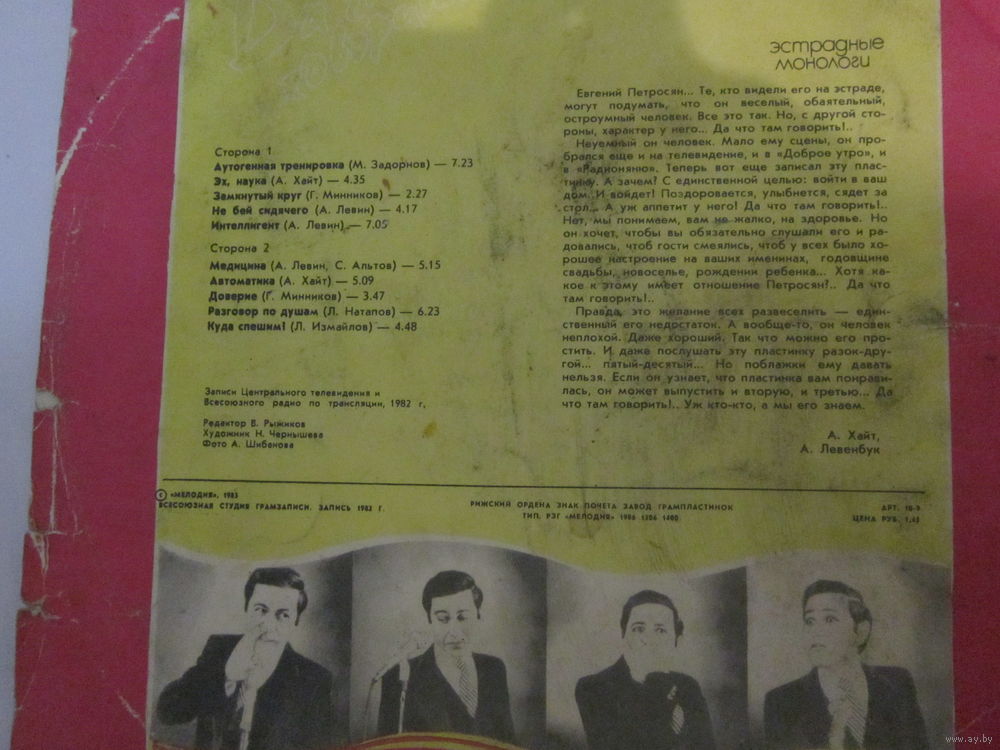 эстрадные
монологи
Сторона 1
Аутогенная тренировка (М. Задорнов) — 7.23
Эх, наука (А. Хайт) — 4.35
Замкнутый круг (Г. Минников) — 2.27
Не бей сидячего (А. Левин) — 4.17
Интеллигент (А. Левин) — 7.05
Сторона 2
Медицина (А. Левин, С. Альтов) — 5.15
Автоматика (А. Хайт) — 5.09
Доверие (Г. Минников) — 3.47
Разговор по душам (Л. Натапов) — 6.23
Куда спешим! (Л. Измайлов) — 4.48
Записи Центрального телевидения и
Всесоюзного радио по трансляции, 1982 г.
Редактор В. Рыжиков
Художник Н. Чернышева
Фото А. Шибанова
Евгений Петросян... Те, кто видели его на эстраде,
могут подумать, что он веселый, обаятельный,
остроумный человек. Все это так. Но, с другой сто-
роны, характер у него... Да что там говорить!..
Неуемный он человек. Мало ему сцены, он про-
брался еще и на телевидение, и в «Доброе утро», и
в «Радионяню». Теперь вот еще записал эту плас-
тинку. А зачем? С единственной целью: войти в ваш
дом. И войдет! Поздоровается, улыбнется, сядет за
стол... А уж аппетит у него! Да что там говорить!..
Нет, мы понимаем, вам не жалко, на здоровье. Но
он хочет, чтобы вы обязательно слушали его и ра-
довались, чтоб гости смеялись, чтоб у всех было хо-
рошее настроение на ваших именинах, годовщине
свадьбы, новоселье, рождении ребенка... Хотя ка-
кое к этому имеет отношение Петросян?.. Да что
там говорить!..
Правда, это желание всех развеселить — един-
ственный его недостаток. А вообще-то, он человек
неплохой. Даже хороший. Так что можно его про-
стить. И даже послушать эту пластинку разок-дру-
гой... пятый-десятый... Но поблажки ему давать
нельзя. Если он узнает, что пластинка вам понрави-
лась, он может выпустить и вторую, и третью... Да
что там говорить!.. Уж кто-кто, а мы его знаем.
А. Хайт,
А. Левенбук
© «МЕЛОДИЯ», 1983
ВСЕСОЮЗНАЯ СТУДИЯ ГРАМЗАПИСИ. ЗАПИСЬ 1982 Г.
РИЖСКИЙ ОРДЕНА ЗНАК ПОЧЕТА ЗАВОД ГРАМПЛАСТИНОК
ТИП. РЗГ «МЕЛОДИЯ» 1986
АРТ.
ЦЕНА РУБ.
www.ay.by